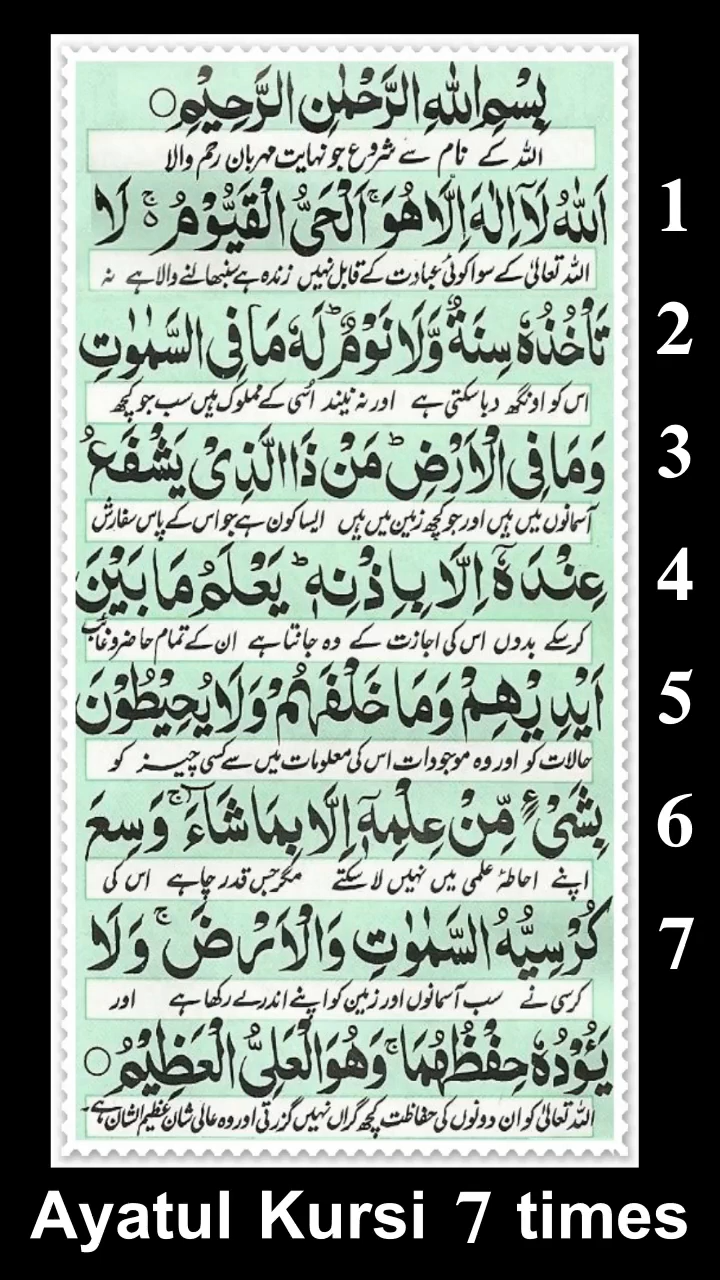 بِسْمِ اللهِ الرَّحْمٰنِ الرَّحِيْمِ ○
اللہ کے نام سے شروع جو نہایت مہربان رحم والا
اَللّٰهُ لَآ اِلٰهَ اِلَّا هُوَ ۚ اَلْحَیُّ الْقَیُّوْمُ ۚ۬ لَا
1
اللہ تعالیٰ کے سوا کوئی عبادت کے قابل نہیں زندہ ہے سنبھالنے والا ہے نہ
تَاْخُذُهٗ سِنَةٌ وَّلَا نَوْمٌ ؕ لَهٗ مَا فِی السَّمٰوٰتِ
2
اس کو اونگھ دبا سکتی ہے اور نہ نیند اُسی کے مملوک ہیں سب جو کچھ
وَمَا فِی الْاَرْضِ ؕ مَنْ ذَا الَّذِیْ یَشْفَعُ
3
آسمانوں میں ہیں اور جو کچھ زمین میں ہیں ایسا کون ہے جو اس کے پاس سفارش
عِنْدَهٗۤ اِلَّا بِاِذْنِهٖ ؕ یَعْلَمُ مَا بَیْنَ
4
کرسکے بدوں اس کی اجازت کے وہ جانتا ہے ان کے تمام حاضر و غائب
اَیْدِیْهِمْ وَمَا خَلْفَهُمْ ۚ وَلَا یُحِیْطُوْنَ
5
حالات کو اور وہ موجودات اس کی معلومات میں سے کسی چیز کو
بِشَیْءٍ مِّنْ عِلْمِهٖۤ اِلَّا بِمَا شَآءَ ۚ وَسِعَ
6
اپنے احاطۂ علمی میں نہیں لا سکتے مگر جس قدر چاہے اس کی
كُرْسِیُّهُ السَّمٰوٰتِ وَالْاَرْضَ ۚ وَلَا
7
کرسی نے سب آسمانوں اور زمین کو اپنے اندر لے رکھا ہے اور
یَـُٔوْدُهٗ حِفْظُهُمَا ۚ وَهُوَ الْعَلِیُّ الْعَظِیْمُ ○
اللہ تعالیٰ کو ان دونوں کی حفاظت کچھ گراں نہیں گزرتی اور وہ عالی شان عظیم الشان ہے۔
Ayatul Kursi 7 times